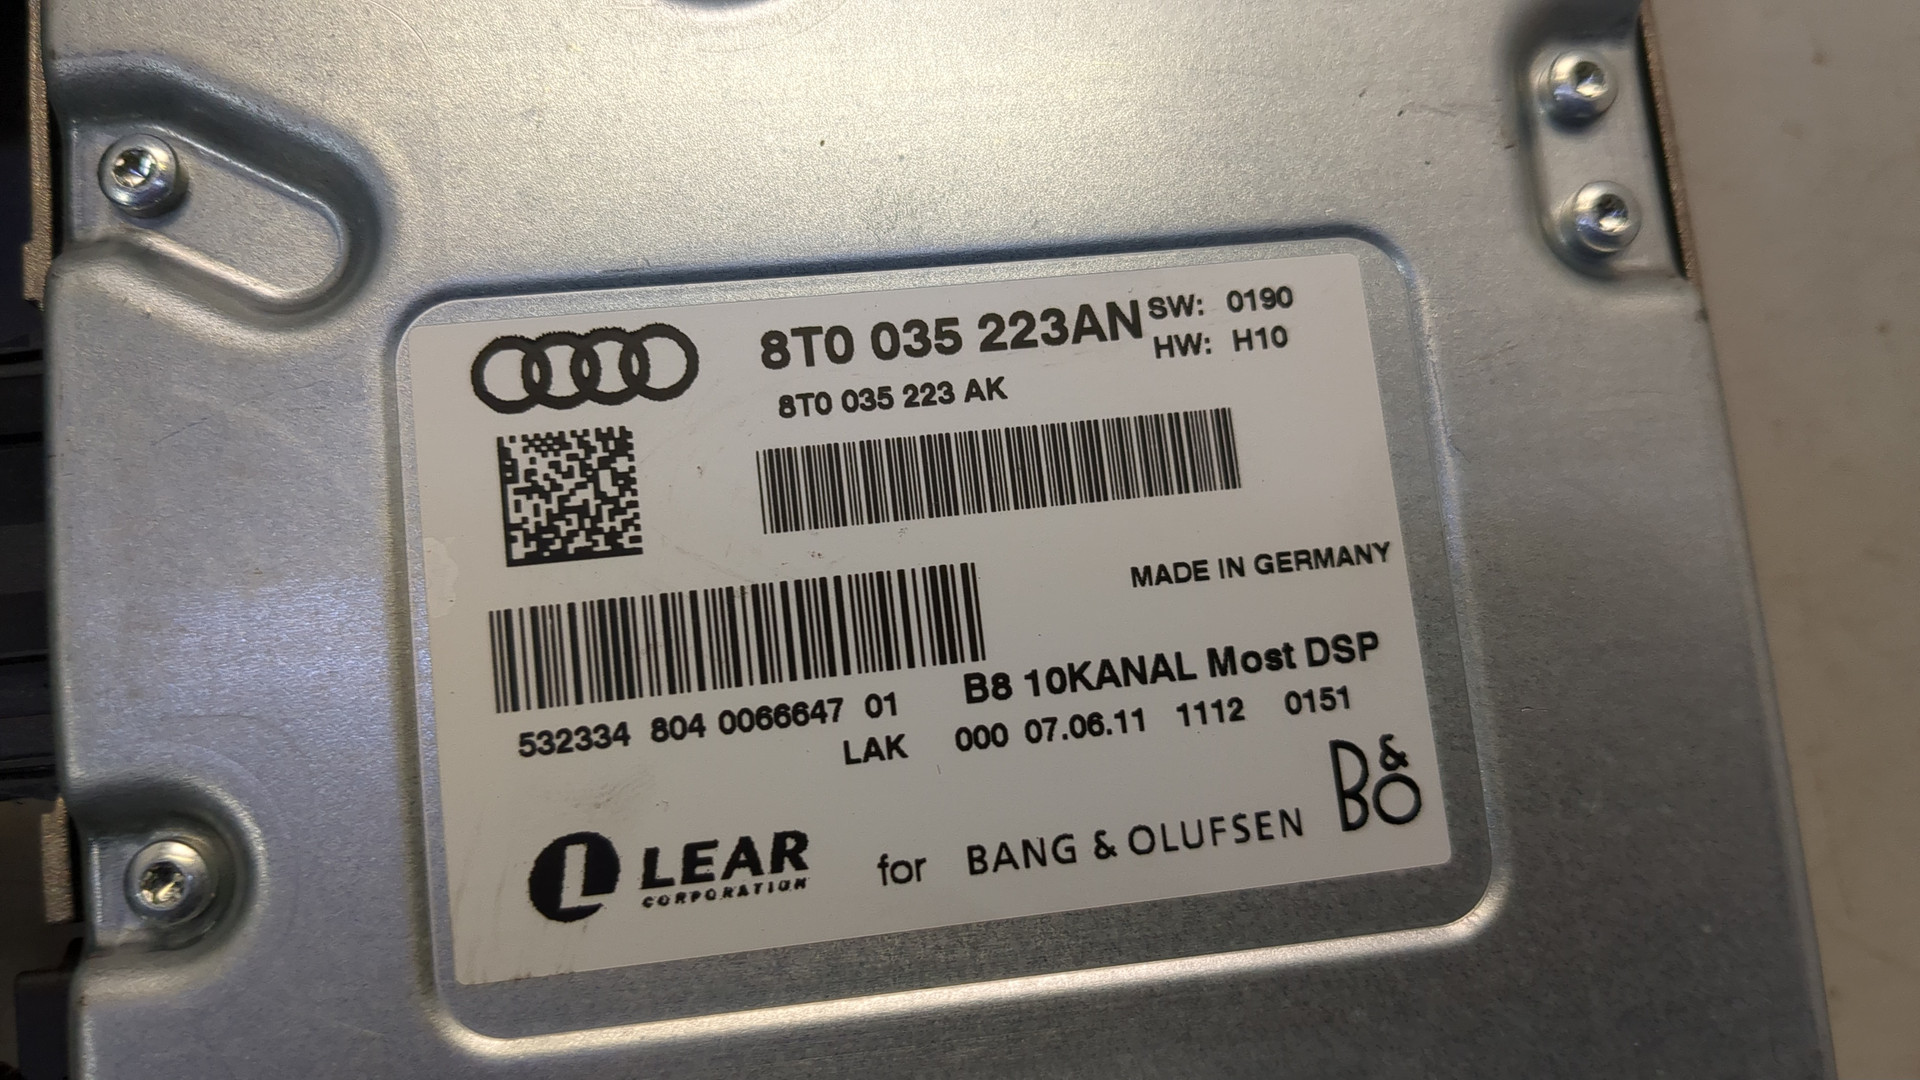 8T0 035 223AN SW: 0190
HW: H10
8T0 035 223 AK
MADE IN GERMANY
B8 10KANAL Most DSP
532334 804 0066647 01
LAK 000 07.06.11 1112 0151
LEAR
CORPORATION
for BANG & OLUFSEN B&O